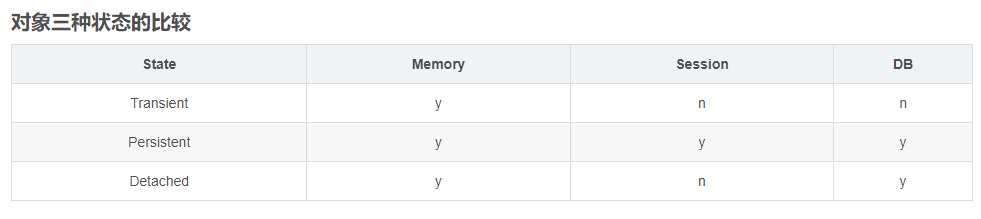 对象三种状态的比较
State Memory Session DB
Transient y n n
Persistent y y y
Detached y n y